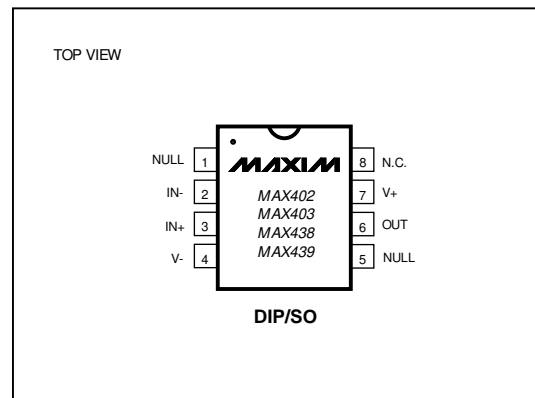 TOP VIEW
NULL 1
IN- 2
IN+ 3
V- 4
MAXIM
MAX402
MAX403
MAX438
MAX439
8 N.C.
7 V+
6 OUT
5 NULL
DIP/SO